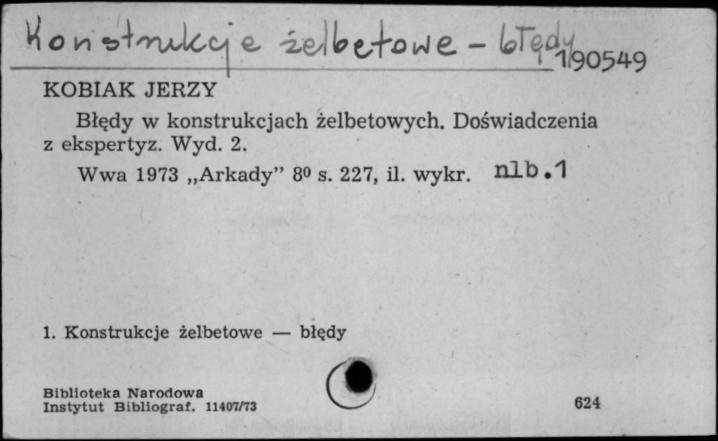 Konstrukcje żelbetowe – błędy
190549
KOBIAK JERZY
Błędy w konstrukcjach żelbetowych. Doświadczenia
z ekspertyz. Wyd. 2.
Wwa 1973 „Arkady” 8⁰ s. 227, il. wykr. nlb.1
1. Konstrukcje żelbetowe — błędy
Biblioteka Narodowa
Instytut Bibliograf. 11407/73
624